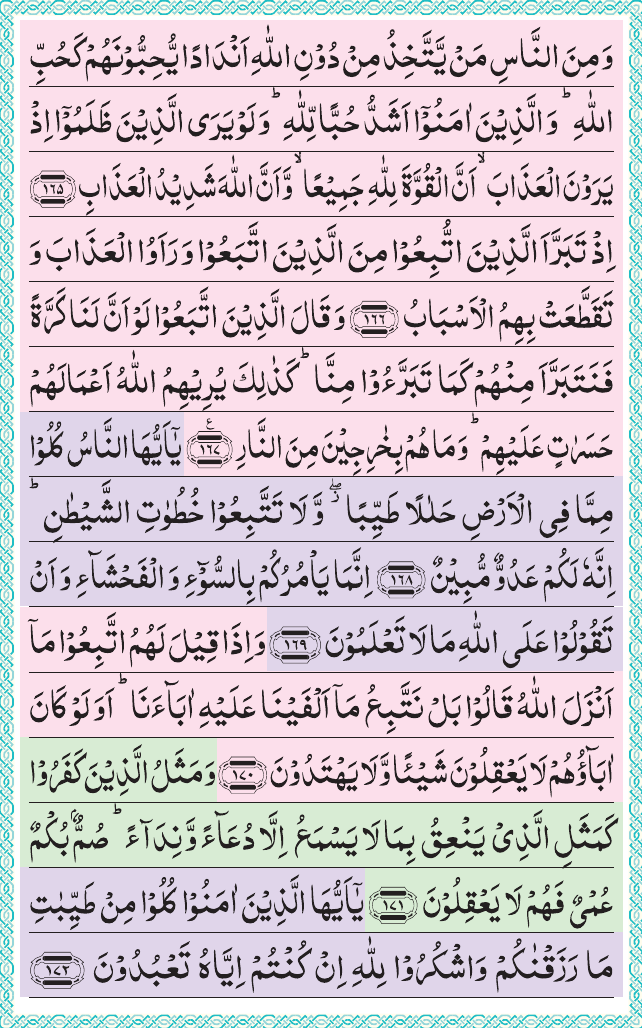 وَمِنَ النَّاسِ مَنْ يَّتَّخِذُ مِنْ دُوْنِ اللّٰهِ اَنْدَادًا يُّحِبُّوْنَهُمْ كَحُبِّ
اللّٰهِ ؕ وَالَّذِيْنَ اٰمَنُوْٓا اَشَدُّ حُبًّا لِّلّٰهِ ؕ وَلَوْ يَرَى الَّذِيْنَ ظَلَمُوْٓا اِذْ
يَرَوْنَ الْعَذَابَ ۙ اَنَّ الْقُوَّةَ لِلّٰهِ جَمِيْعًا ۙ وَّاَنَّ اللّٰهَ شَدِيْدُ الْعَذَابِ ﴿۱۶۵﴾
اِذْ تَبَرَّاَ الَّذِيْنَ اتُّبِعُوْا مِنَ الَّذِيْنَ اتَّبَعُوْا وَرَاَوُا الْعَذَابَ وَ
تَقَطَّعَتْ بِهِمُ الْاَسْبَابُ ﴿۱۶۶﴾ وَقَالَ الَّذِيْنَ اتَّبَعُوْا لَوْ اَنَّ لَنَا كَرَّةً
فَنَتَبَرَّاَ مِنْهُمْ كَمَا تَبَرَّءُوْا مِنَّا ؕ كَذٰلِكَ يُرِيْهِمُ اللّٰهُ اَعْمَالَهُمْ
حَسَرٰتٍ عَلَيْهِمْ ؕ وَمَا هُمْ بِخٰرِجِيْنَ مِنَ النَّارِ ﴿۱۶۷﴾ ع يٰٓاَيُّهَا النَّاسُ كُلُوْا
مِمَّا فِى الْاَرْضِ حَلٰلًا طَيِّبًا ۖ وَّلَا تَتَّبِعُوْا خُطُوٰتِ الشَّيْطٰنِ ؕ
اِنَّهٗ لَكُمْ عَدُوٌّ مُّبِيْنٌ ﴿۱۶۸﴾ اِنَّمَا يَاْمُرُكُمْ بِالسُّوْٓءِ وَالْفَحْشَآءِ وَاَنْ
تَقُوْلُوْا عَلَى اللّٰهِ مَا لَا تَعْلَمُوْنَ ﴿۱۶۹﴾ وَاِذَا قِيْلَ لَهُمُ اتَّبِعُوْا مَآ
اَنْزَلَ اللّٰهُ قَالُوْا بَلْ نَتَّبِعُ مَآ اَلْفَيْنَا عَلَيْهِ اٰبَآءَنَا ؕ اَوَلَوْ كَانَ
اٰبَآؤُهُمْ لَا يَعْقِلُوْنَ شَيْئًا وَّلَا يَهْتَدُوْنَ ﴿۱۷۰﴾ وَمَثَلُ الَّذِيْنَ كَفَرُوْا
كَمَثَلِ الَّذِىْ يَنْعِقُ بِمَا لَا يَسْمَعُ اِلَّا دُعَآءً وَّنِدَآءً ؕ صُمٌّۢ بُكْمٌ
عُمْىٌ فَهُمْ لَا يَعْقِلُوْنَ ﴿۱۷۱﴾ يٰٓاَيُّهَا الَّذِيْنَ اٰمَنُوْا كُلُوْا مِنْ طَيِّبٰتِ
مَا رَزَقْنٰكُمْ وَاشْكُرُوْا لِلّٰهِ اِنْ كُنْتُمْ اِيَّاهُ تَعْبُدُوْنَ ﴿۱۷۲﴾